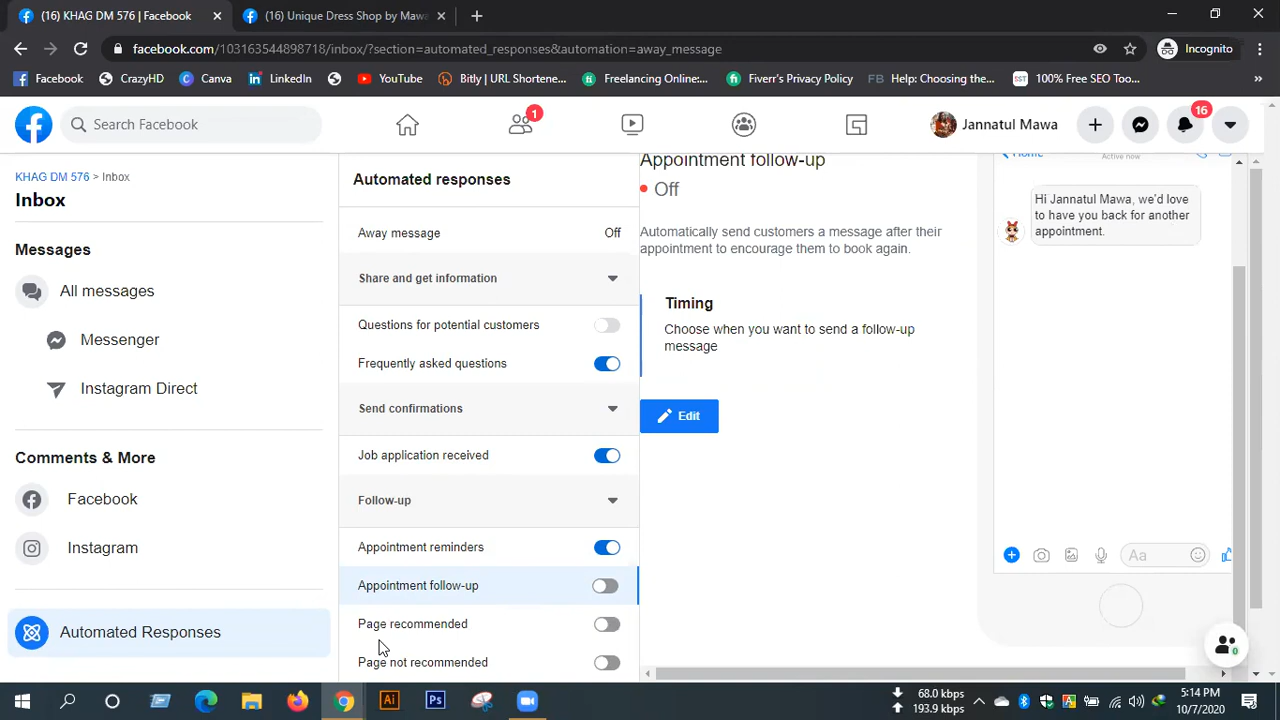 (16) KHAG DM 576 | Facebook
(16) Unique Dress Shop by Mawa
facebook.com/103163544898718/inbox/?section=automated_responses&automation=away_message
Incognito
Facebook
CrazyHD
Canva
LinkedIn
YouTube
Bitly | URL Shortene...
Freelancing Online:...
Fiverr's Privacy Policy
FB Help: Choosing the...
SST 100% Free SEO Too...
Search Facebook
1
Jannatul Mawa
16
KHAG DM 576 > Inbox
Inbox
Messages
All messages
Messenger
Instagram Direct
Comments & More
Facebook
Instagram
Automated Responses
Automated responses
Away message Off
Share and get information
Questions for potential customers
Frequently asked questions
Send confirmations
Job application received
Follow-up
Appointment reminders
Appointment follow-up
Page recommended
Page not recommended
Appointment follow-up
Off
Automatically send customers a message after their
appointment to encourage them to book again.
Timing
Choose when you want to send a follow-up
message
Edit
Home
Active now
Hi Jannatul Mawa, we'd love
to have you back for another
appointment.
Aa
0
Ai
Ps
68.0 kbps
193.9 kbps
5:14 PM
10/7/2020